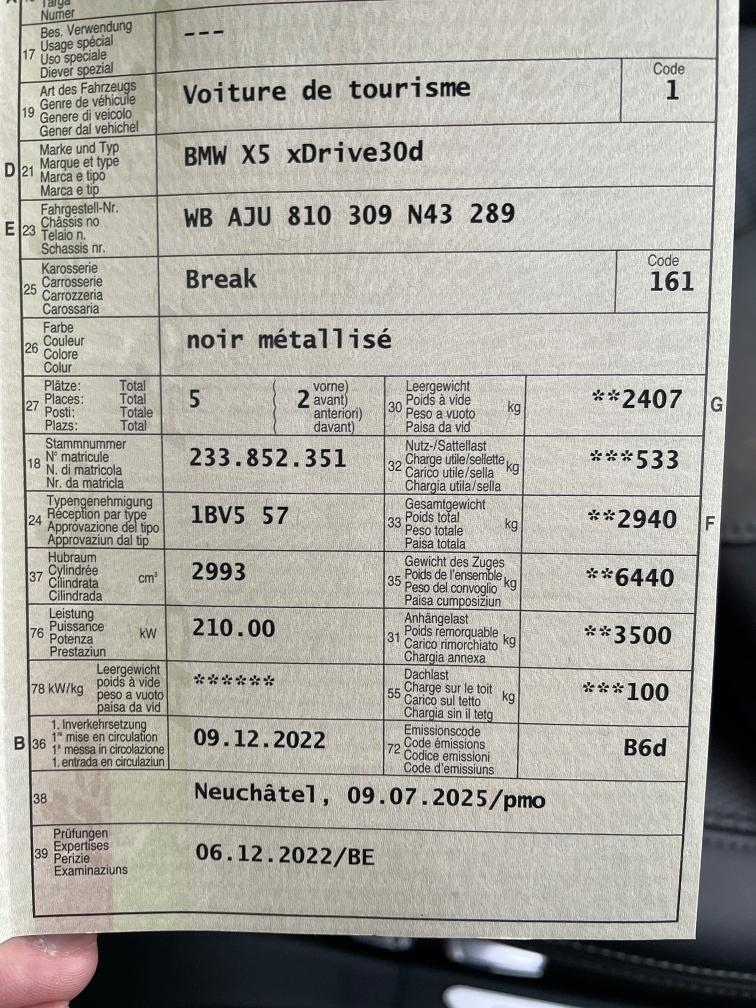 Targa
Numer
17 Bes. Verwendung
Usage spécial
Uso speciale
Diever spezial
---
19 Art des Fahrzeugs
Genre de véhicule
Genere di veicolo
Gener dal vehichel
Voiture de tourisme
Code
1
D 21 Marke und Typ
Marque et type
Marca e tipo
Marca e tip
BMW X5 xDrive30d
E 23 Fahrgestell-Nr.
Châssis no
Telaio n.
Schassis nr.
WB AJU 810 309 N43 289
25 Karosserie
Carrosserie
Carrozzeria
Carossaria
Break
Code
161
26 Farbe
Couleur
Colore
Colur
noir métallisé
27 Plätze: Total
Places: Total
Posti: Totale
Plazs: Total
5
( 2 vorne)
( avant)
( anteriori)
( davant)
30 Leergewicht
Poids à vide
Peso a vuoto
Paisa da vid
kg
**2407
G
18 Stammnummer
N° matricule
N. di matricola
Nr. da matricla
233.852.351
32 Nutz-/Sattellast
Charge utile/sellette
Carico utile/sella
Chargia utila/sella
kg
***533
24 Typengenehmigung
Réception par type
Approvazione del tipo
Approvaziun dal tip
1BV5 57
33 Gesamtgewicht
Poids total
Peso totale
Paisa totala
kg
**2940
F
37 Hubraum
Cylindrée
Cilindrata
Cilindrada
cm³
2993
35 Gewicht des Zuges
Poids de l'ensemble
Peso del convoglio
Paisa cumposiziun
kg
**6440
76 Leistung
Puissance
Potenza
Prestaziun
kW
210.00
31 Anhängelast
Poids remorquable
Carico rimorchiato
Chargia annexa
kg
**3500
78 kW/kg Leergewicht
poids à vide
peso a vuoto
paisa da vid
******
55 Dachlast
Charge sur le toit
Carico sul tetto
Chargia sin il tetg
kg
***100
B 36 1. Inverkehrsetzung
1re mise en circulation
1a messa in circolazione
1. entrada en circulaziun
09.12.2022
72 Emissionscode
Code émissions
Codice emissioni
Code d'emissiuns
B6d
38
Neuchâtel, 09.07.2025/pmo
39 Prüfungen
Expertises
Perizie
Examinaziuns
06.12.2022/BE